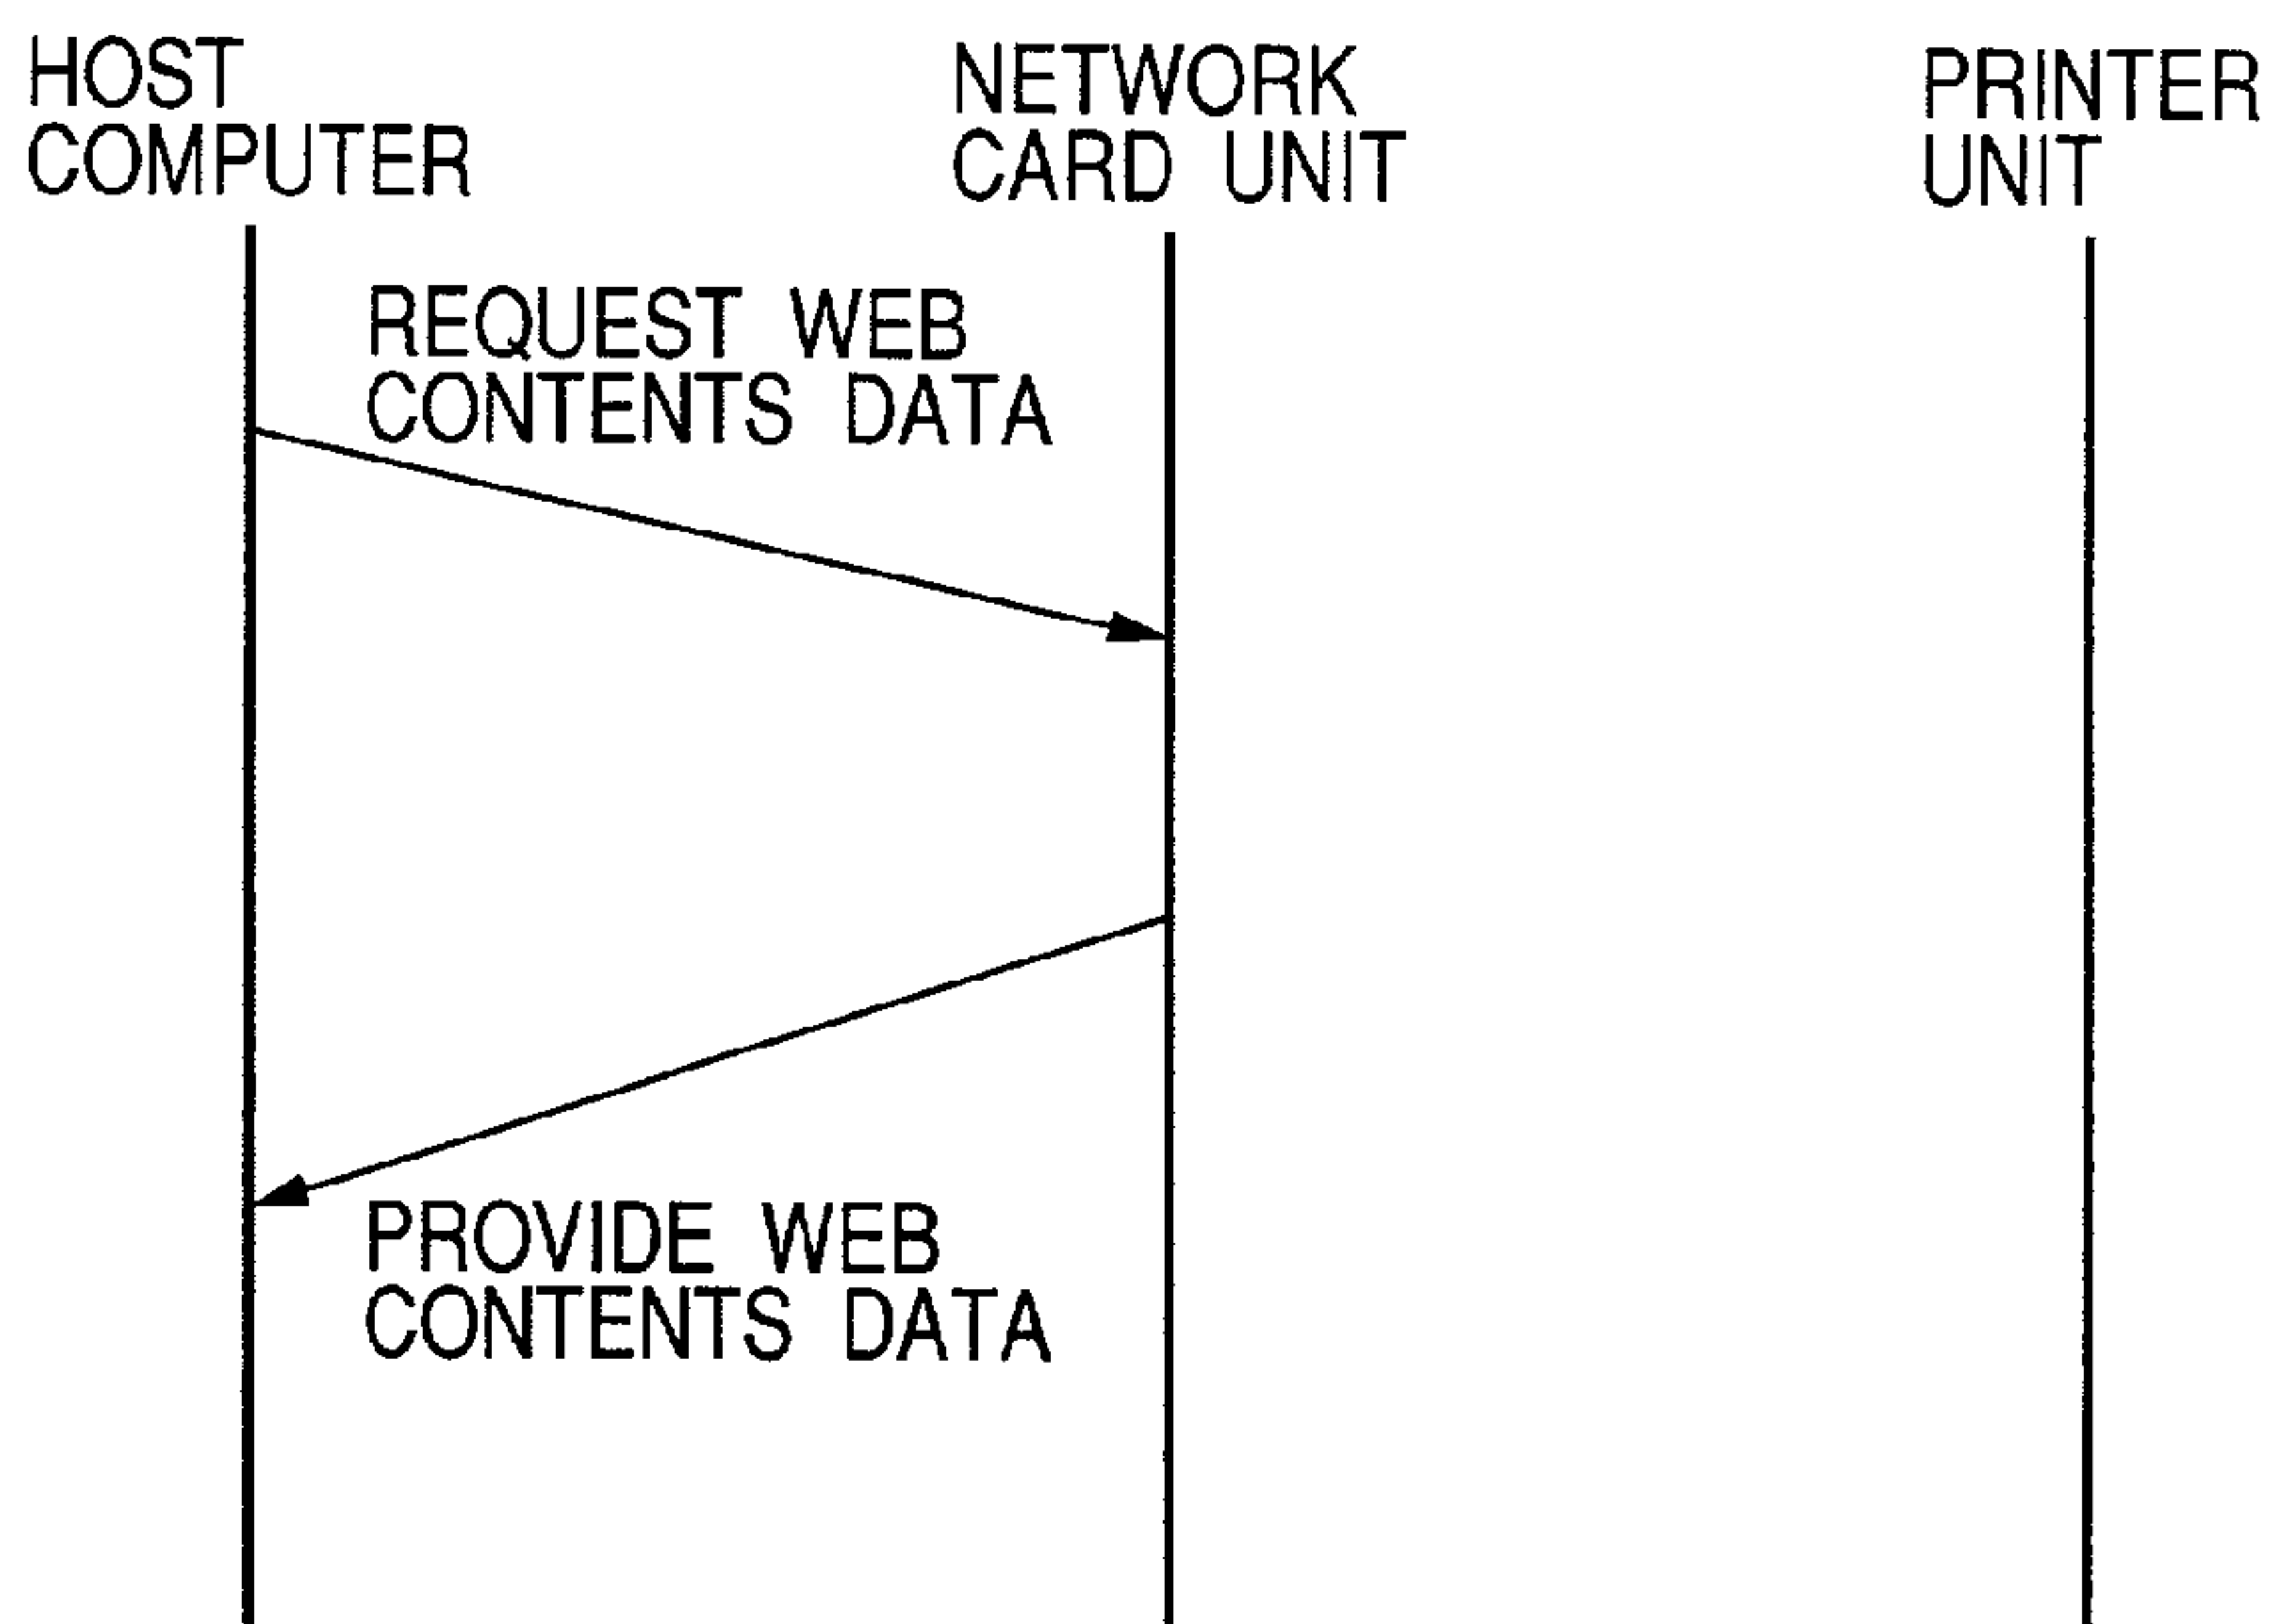 HOST
COMPUTER
NETWORK
CARD UNIT
PRINTER
UNIT
REQUEST WEB
CONTENTS DATA
PROVIDE WEB
CONTENTS DATA